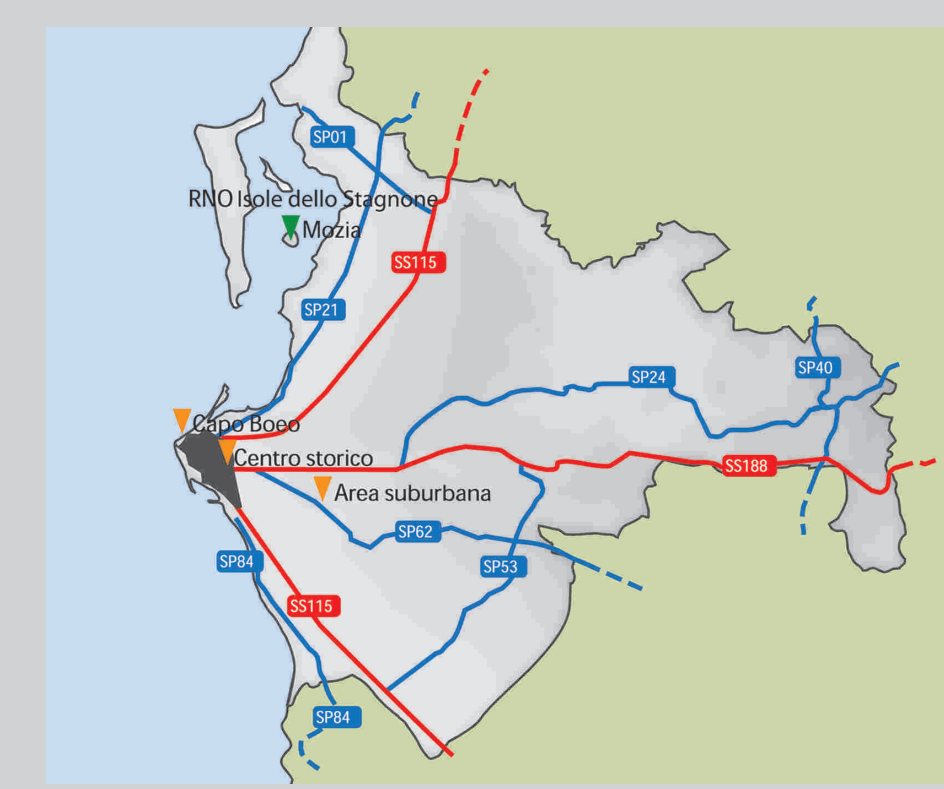 SP01
RNO Isole dello Stagnone
Mozia
SS115
SP21
SP40
SP24
Capo Boeo
Centro storico
SS188
Area suburbana
SP62
SP84
SP53
SS115
SP84